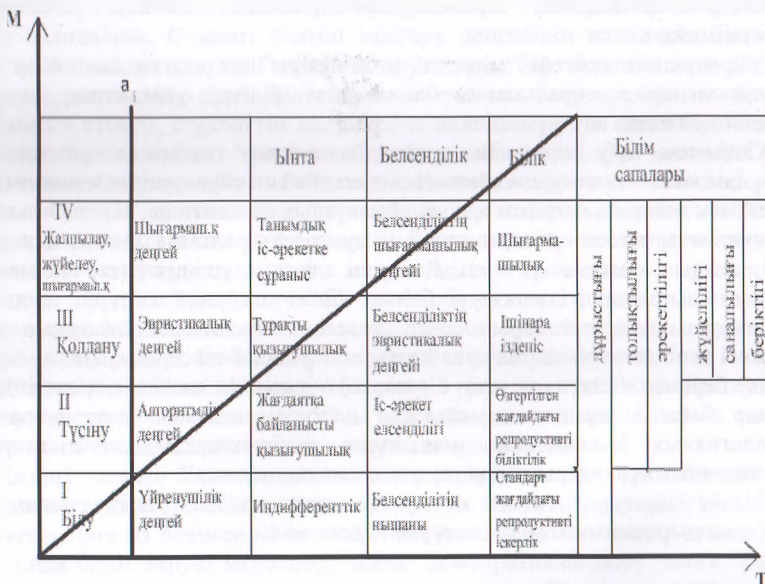 М
а
Ынта
Белсенділік
Білік
Білім
сапалары
IV
Жалпылау,
жүйелеу,
шығармаш.қ
Шығармаш.қ
деңгей
Танымдық
іс-әрекетке
сұраныс
Белсенділіктің
шығармашылық
деңгейі
Шығарма-
шылық
III
Қолдану
Эвристикалық
деңгей
Тұрақты
қызығушылық
Белсенділіктің
эвристикалық
деңгейі
Ішінара
ізденіс
II
Түсіну
Алгоритмдік
деңгей
Жағдаятқа
байланысты
қызығушылық
Іс-әрекет
елсенділігі
Өзгертілген
жағдайдағы
репродуктивті
біліктілік
I
Білу
Үйренушілік
деңгей
Индифференттік
Белсенділіктің
нышаны
Стандарт
жағдайдағы
репродуктивті
іскерлік
дұрыстығы
толықтылығы
әрекеттілігі
жүйелілігі
саналылығы
беріктігі
Т